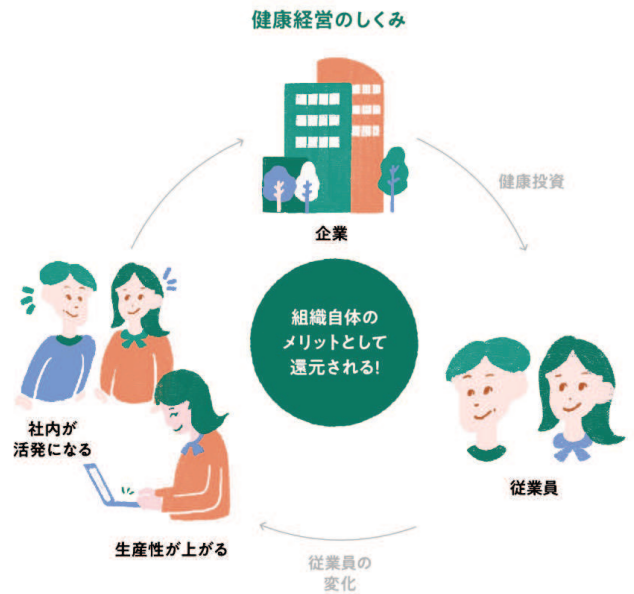 健康経営のしくみ
健康投資
企業
組織自体の
メリットとして
還元される!
社内が
活発になる
従業員
生産性が上がる
従業員の
変化